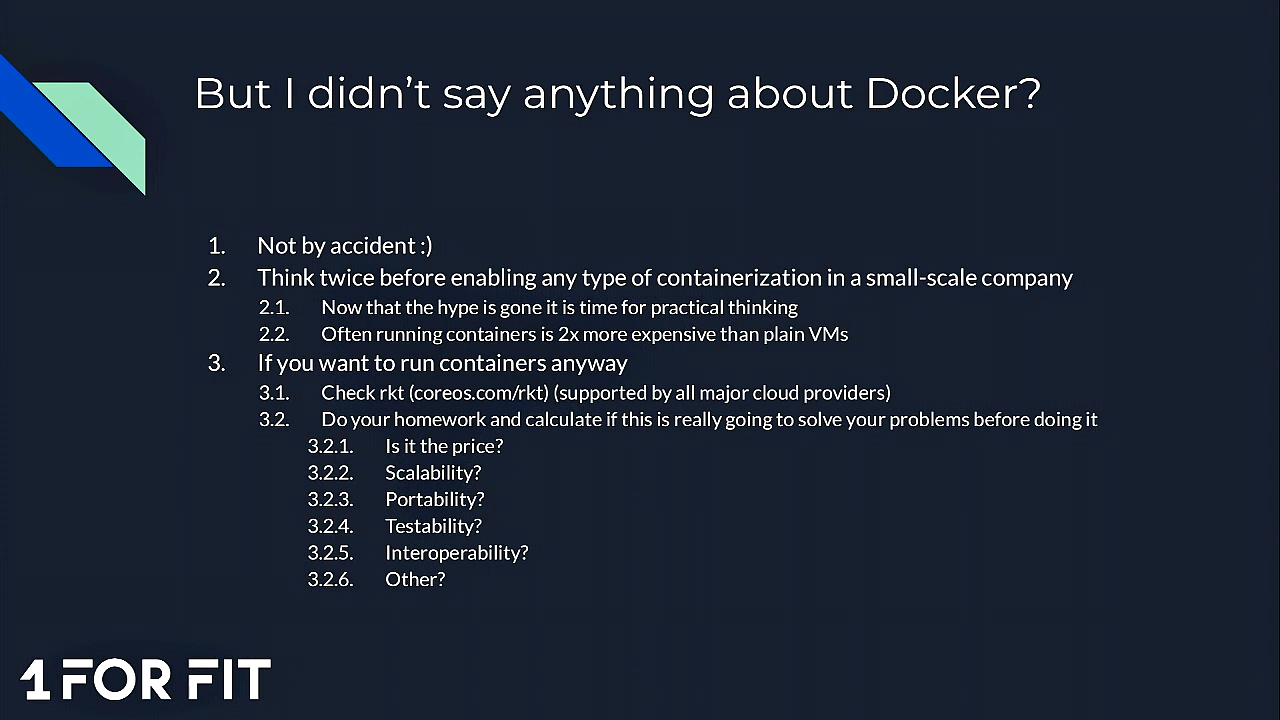 But I didn't say anything about Docker?
1. Not by accident :)
2. Think twice before enabling any type of containerization in a small-scale company
2.1. Now that the hype is gone it is time for practical thinking
2.2. Often running containers is 2x more expensive than plain VMs
3. If you want to run containers anyway
3.1. Check rkt (coreos.com/rkt) (supported by all major cloud providers)
3.2. Do your homework and calculate if this is really going to solve your problems before doing it
3.2.1. Is it the price?
3.2.2. Scalability?
3.2.3. Portability?
3.2.4. Testability?
3.2.5. Interoperability?
3.2.6. Other?
1 FOR FIT